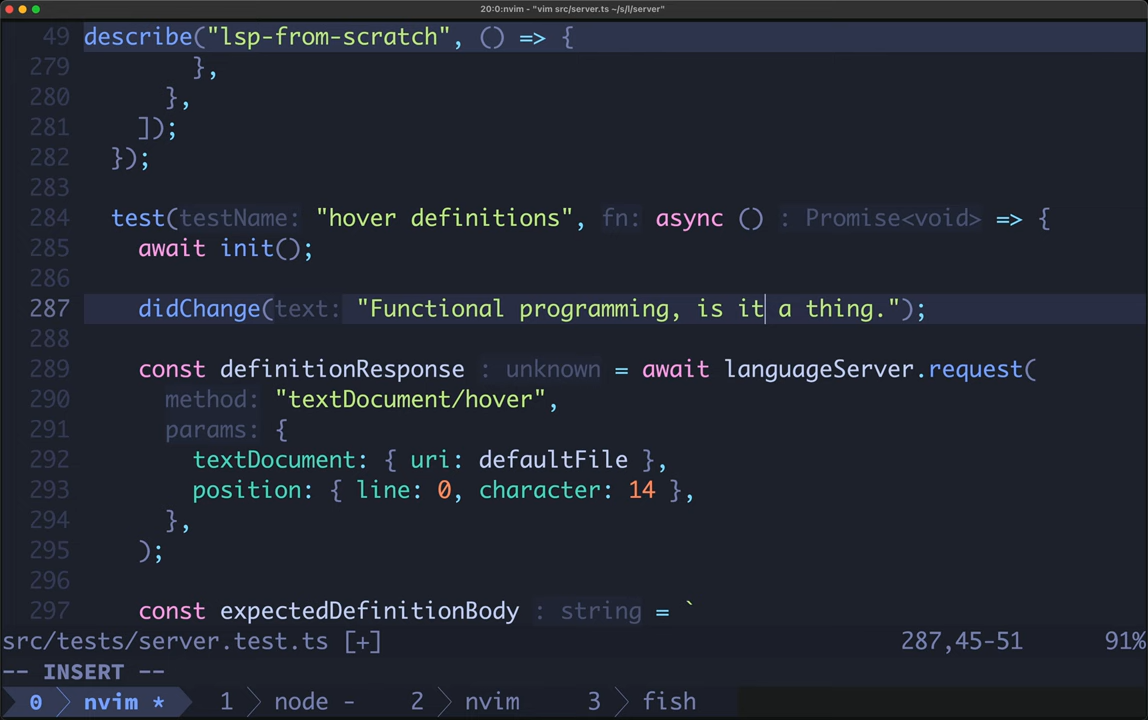 20:0:nvim - "vim src/server.ts ~/s/l/server"
49 describe("lsp-from-scratch", () => {
279 },
280 },
281 ]);
282 });
283
284 test(testName: "hover definitions", fn: async () : Promise<void> => {
285 await init();
286
287 didChange(text: "Functional programming, is it a thing.");
288
289 const definitionResponse : unknown = await languageServer.request(
290 method: "textDocument/hover",
291 params: {
292 textDocument: { uri: defaultFile },
293 position: { line: 0, character: 14 },
294 },
295 );
296
297 const expectedDefinitionBody : string = `
src/tests/server.test.ts [+] 287,45-51 91%
-- INSERT --
0 nvim * 1 node - 2 nvim 3 fish